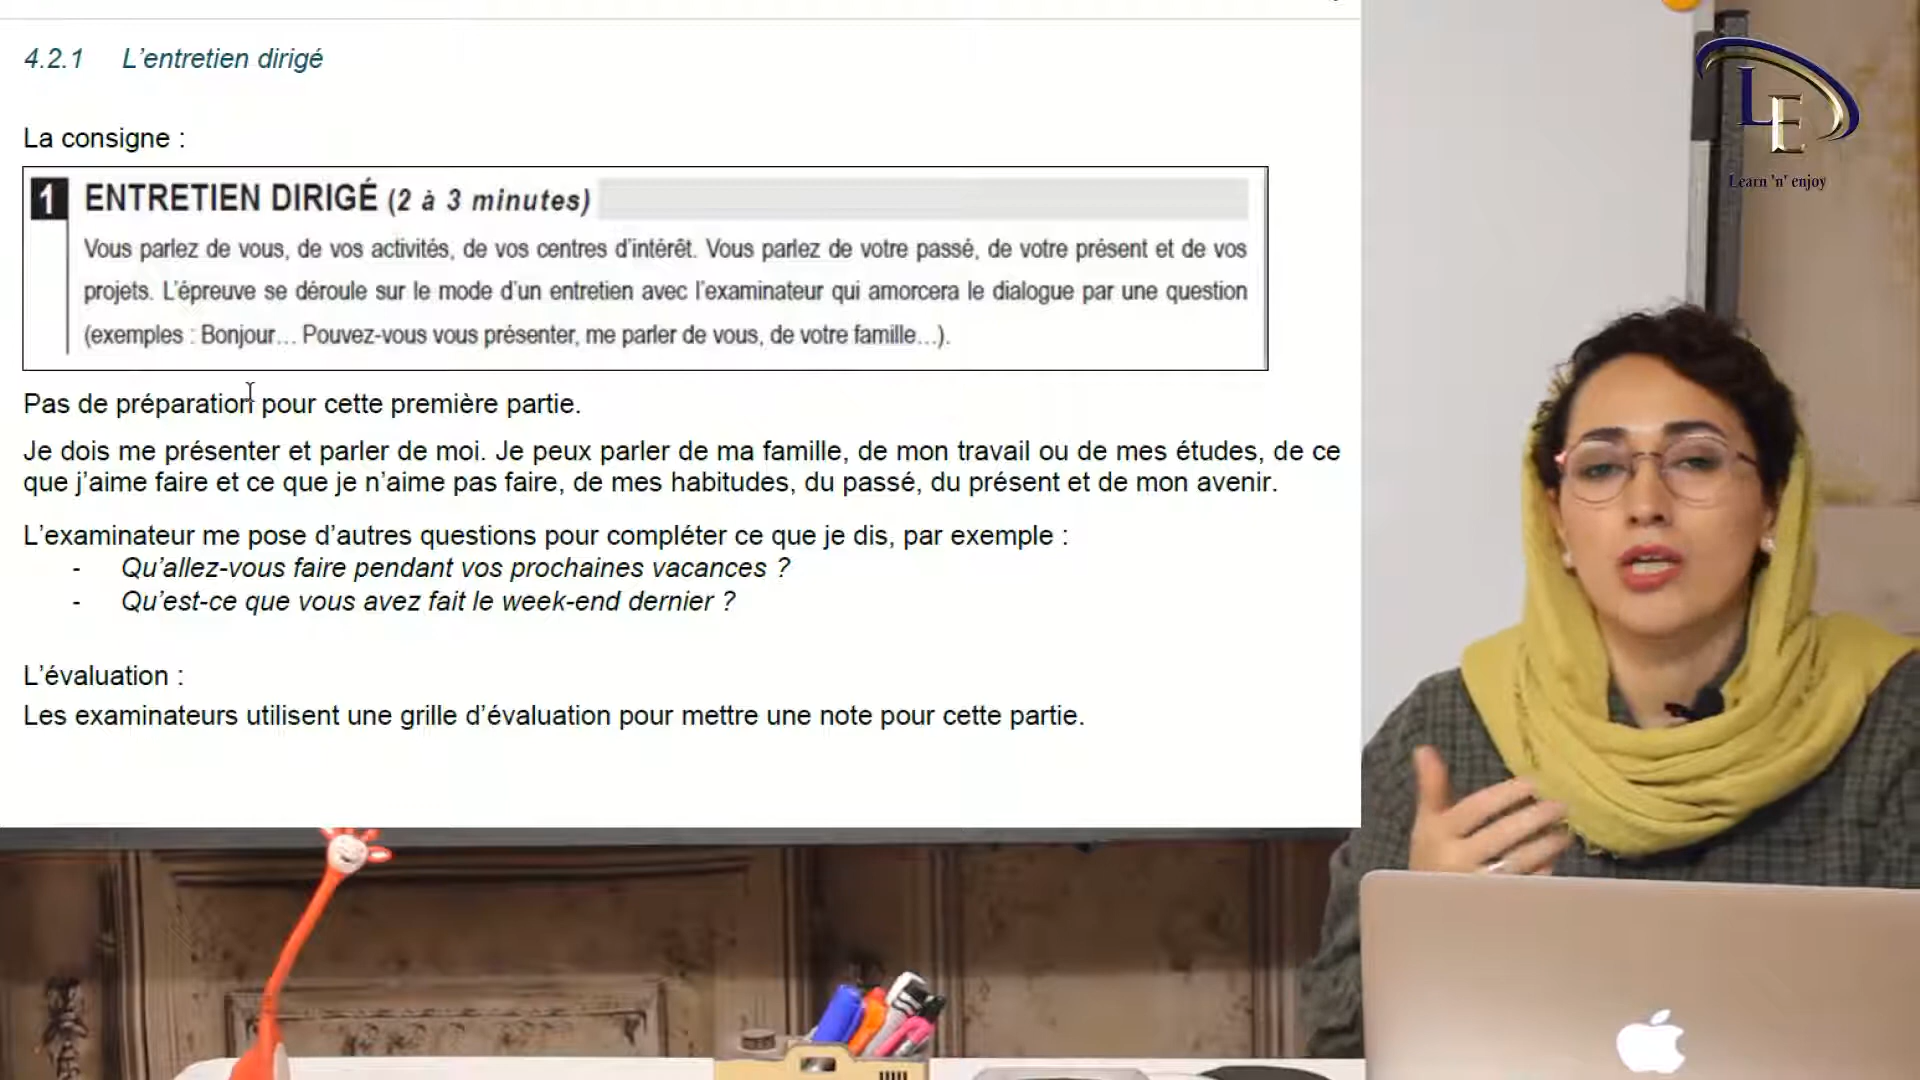 4.2.1 L’entretien dirigé
La consigne :
1 ENTRETIEN DIRIGÉ (2 à 3 minutes)
Vous parlez de vous, de vos activités, de vos centres d’intérêt. Vous parlez de votre passé, de votre présent et de vos
projets. L’épreuve se déroule sur le mode d’un entretien avec l’examinateur qui amorcera le dialogue par une question
(exemples : Bonjour… Pouvez-vous vous présenter, me parler de vous, de votre famille…).
Pas de préparation pour cette première partie.
Je dois me présenter et parler de moi. Je peux parler de ma famille, de mon travail ou de mes études, de ce
que j’aime faire et ce que je n’aime pas faire, de mes habitudes, du passé, du présent et de mon avenir.
L’examinateur me pose d’autres questions pour compléter ce que je dis, par exemple :
- Qu’allez-vous faire pendant vos prochaines vacances ?
- Qu’est-ce que vous avez fait le week-end dernier ?
L’évaluation :
Les examinateurs utilisent une grille d’évaluation pour mettre une note pour cette partie.
LE
Learn 'n' enjoy